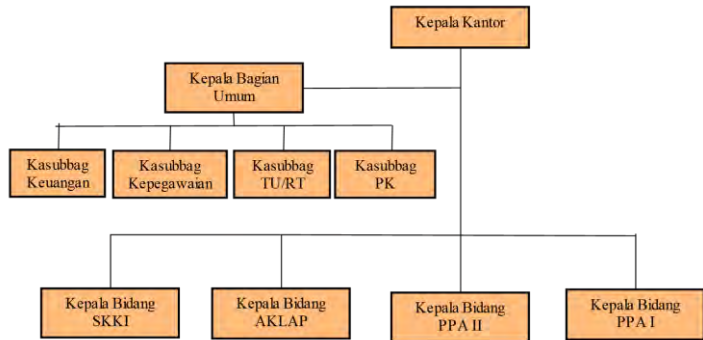 Kepala Kantor
Kepala Bagian
Umum
Kasubbag
Keuangan
Kasubbag
Kepegawaian
Kasubbag
TU/RT
Kasubbag
PK
Kepala Bidang
SKKI
Kepala Bidang
AKLAP
Kepala Bidang
PPA II
Kepala Bidang
PPA I